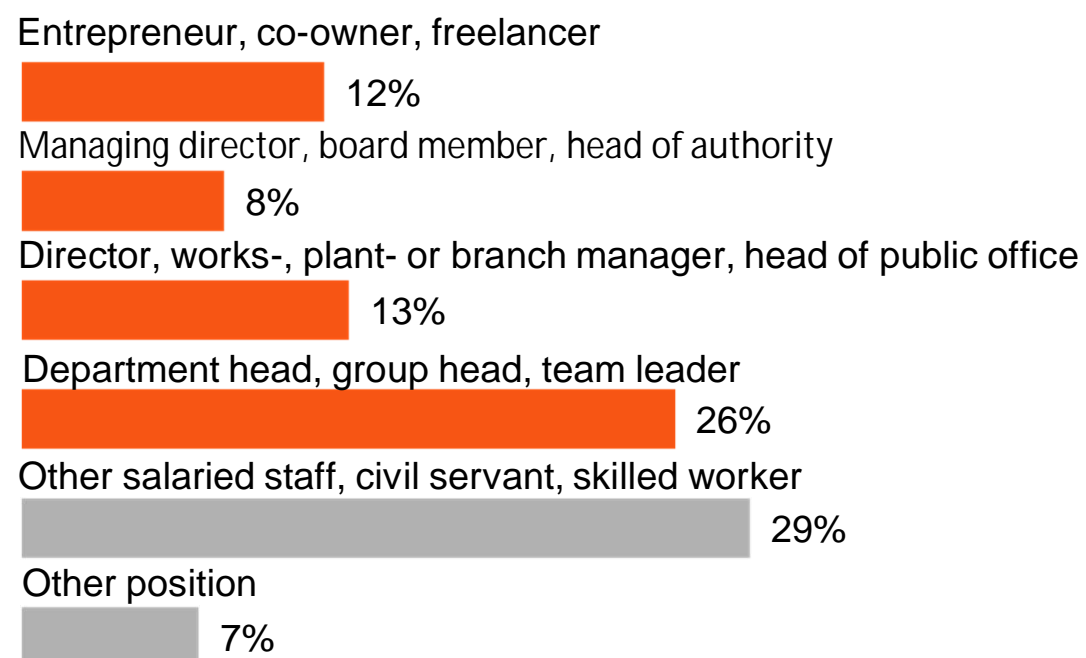 Entrepreneur, co-owner, freelancer
12%
Managing director, board member, head of authority
8%
Director, works-, plant- or branch manager, head of public office
13%
Department head, group head, team leader
26%
Other salaried staff, civil servant, skilled worker
29%
Other position
7%